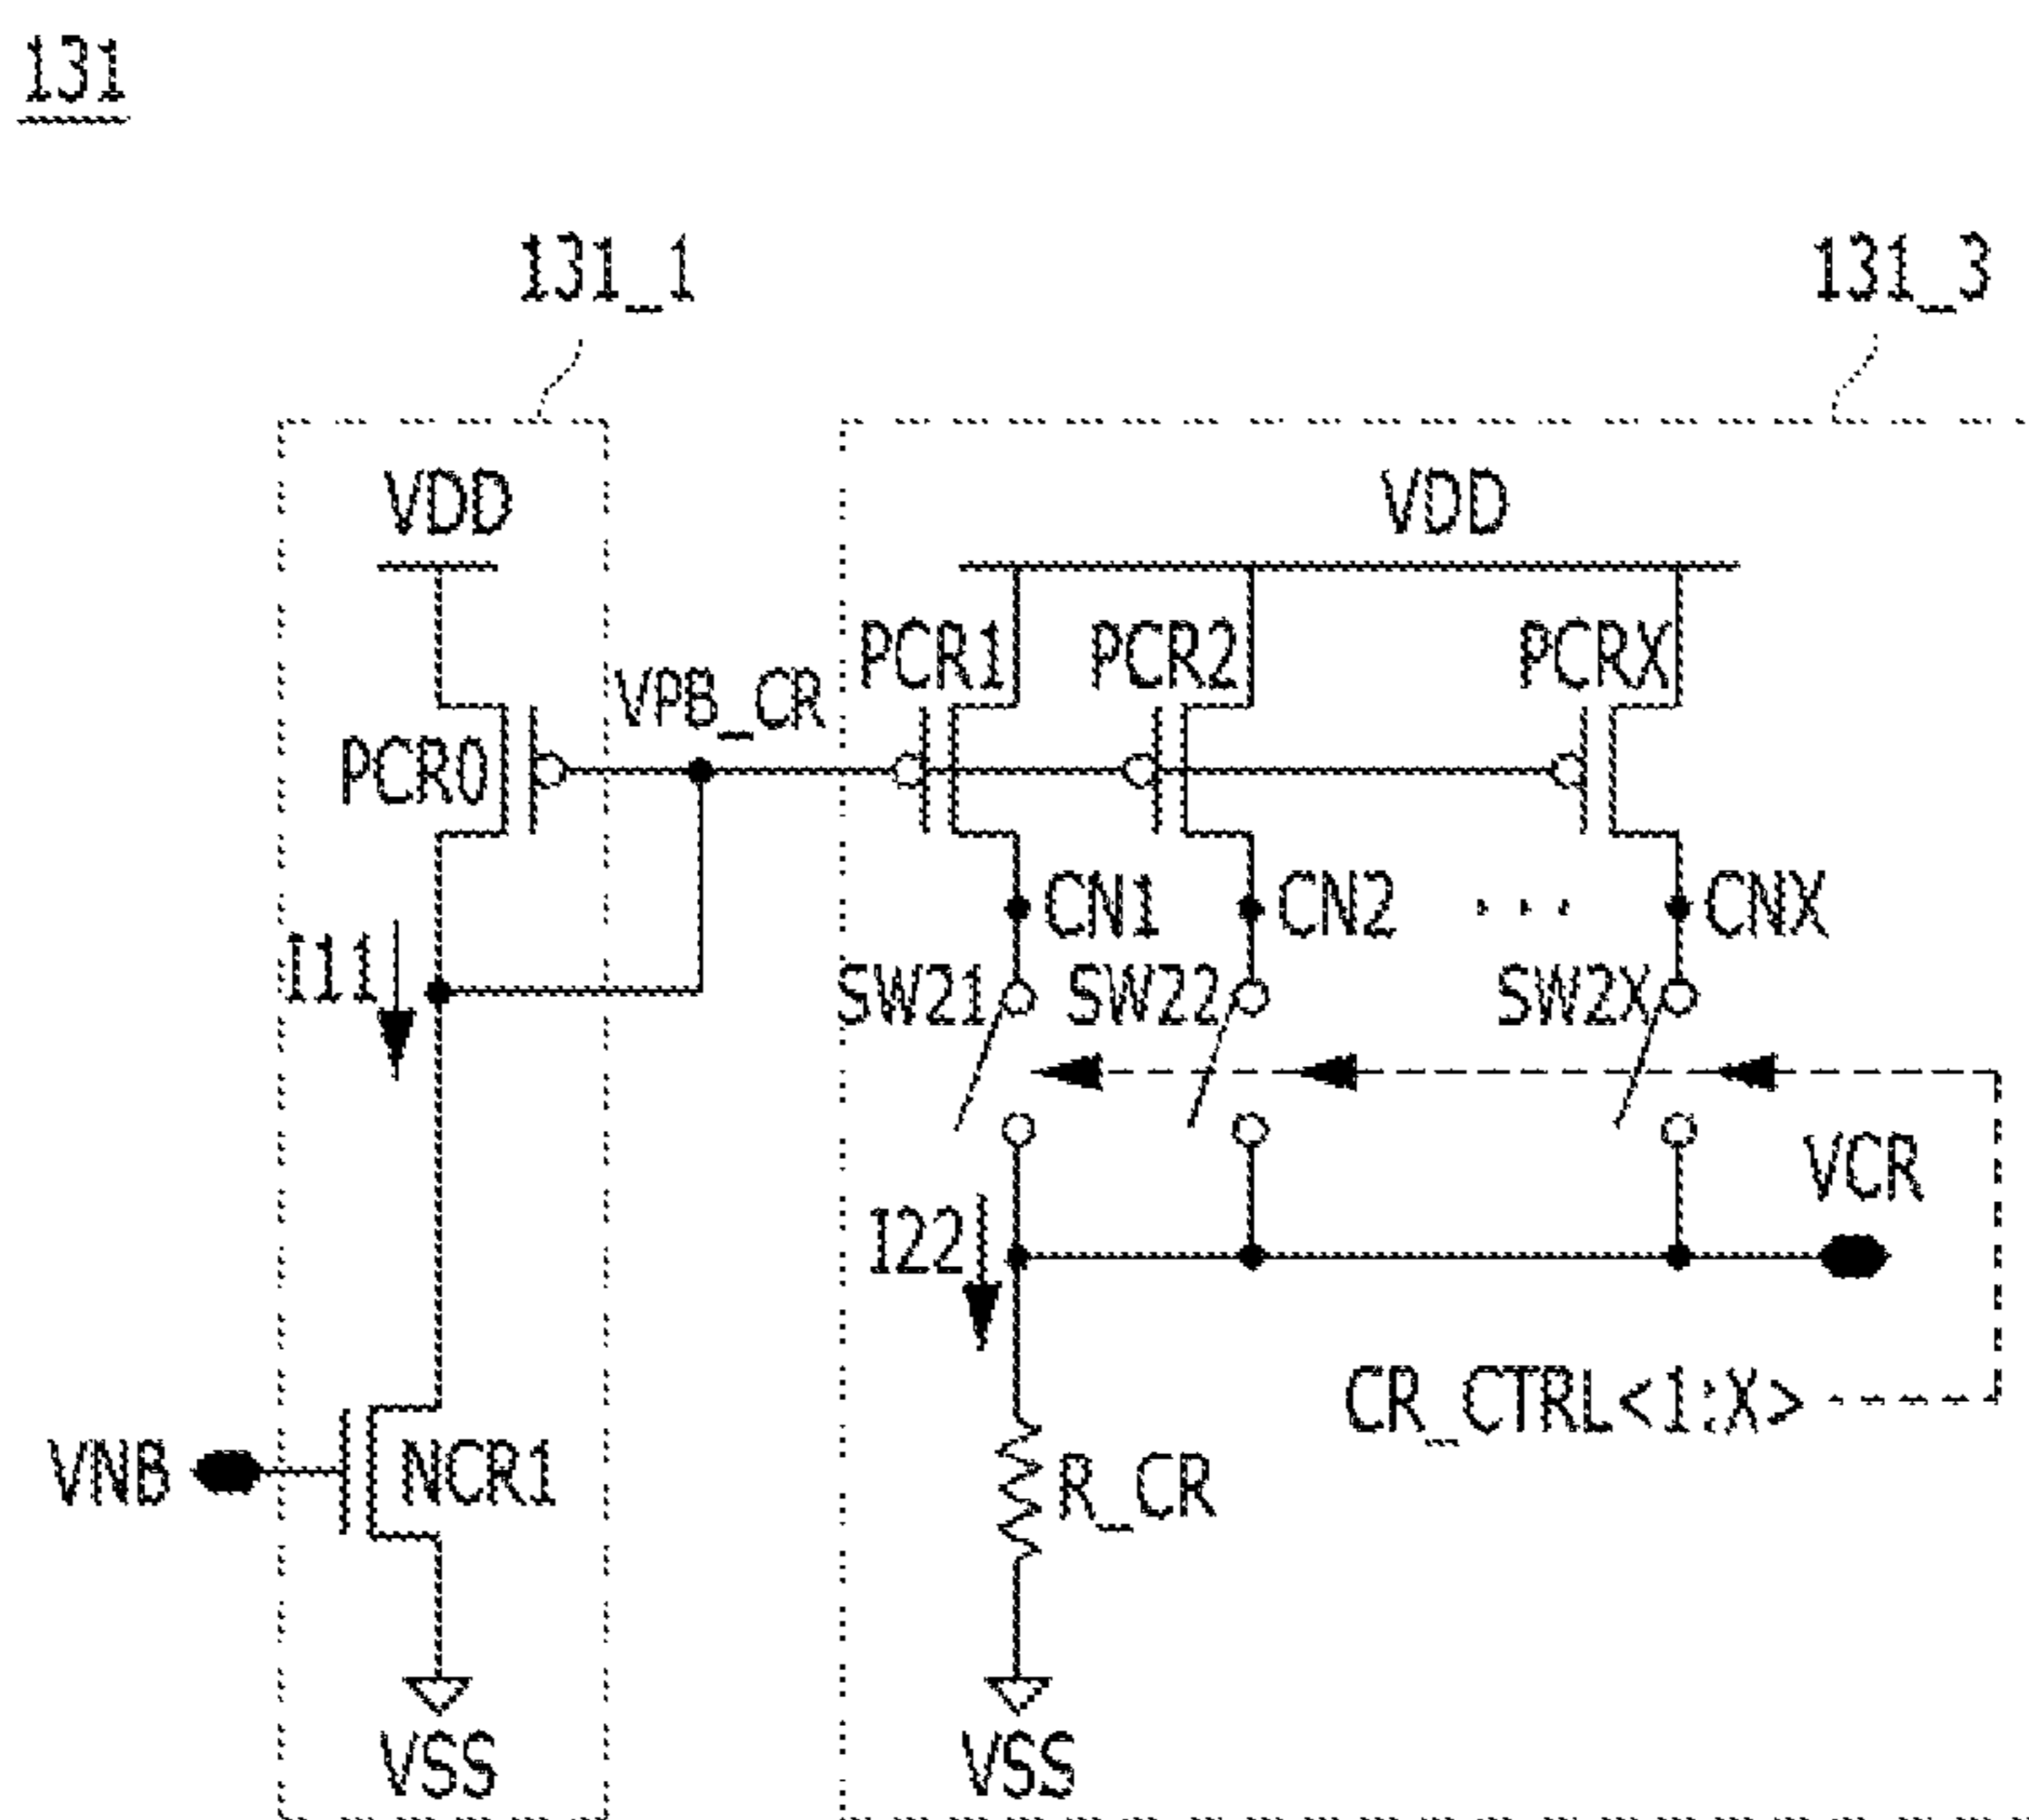 131
131_1
131_3
VDD
VDD
PCR1
PCR2
PCRX
VPB_CR
PCR0
CN1
CN2
...
CNX
I11
SW21
SW22
SW2X
VCR
I22
CR_CTRL<1:X>
VNB
NCR1
R_CR
VSS
VSS